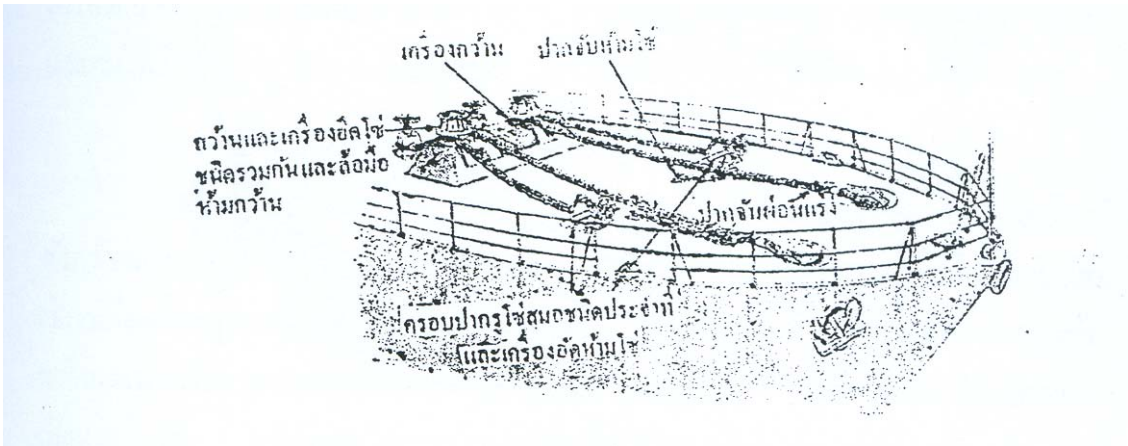 เครื่องกว้าน
ปากจับห้ามโซ่
กว้านและเครื่องอัดโซ่
ชนิดรวมกันและล้อมือ
ห้ามกว้าน
ปากจับผ่อนแรง
ครอบปากรูโซ่สมอชนิดประจำที่
และเครื่องอัดห้ามโซ่